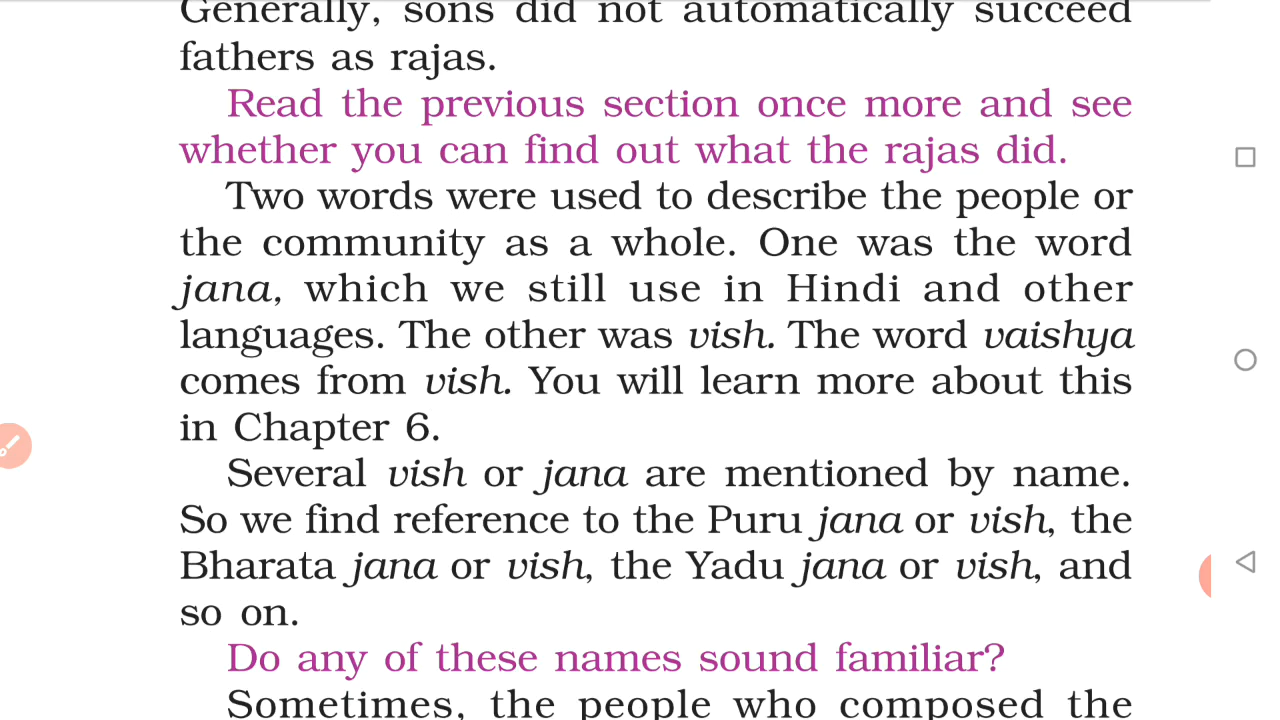 Generally, sons did not automatically succeed
fathers as rajas.
Read the previous section once more and see
whether you can find out what the rajas did.
Two words were used to describe the people or
the community as a whole. One was the word
jana, which we still use in Hindi and other
languages. The other was vish. The word vaishya
comes from vish. You will learn more about this
in Chapter 6.
Several vish or jana are mentioned by name.
So we find reference to the Puru jana or vish, the
Bharata jana or vish, the Yadu jana or vish, and
so on.
Do any of these names sound familiar?
Sometimes, the people who composed the